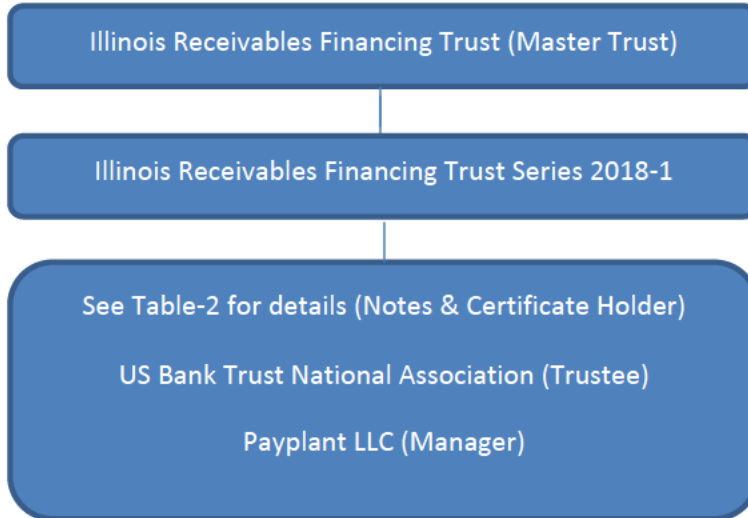 Illinois Receivables Financing Trust (Master Trust)
Illinois Receivables Financing Trust Series 2018-1
See Table-2 for details (Notes & Certificate Holder)
US Bank Trust National Association (Trustee)
Payplant LLC (Manager)